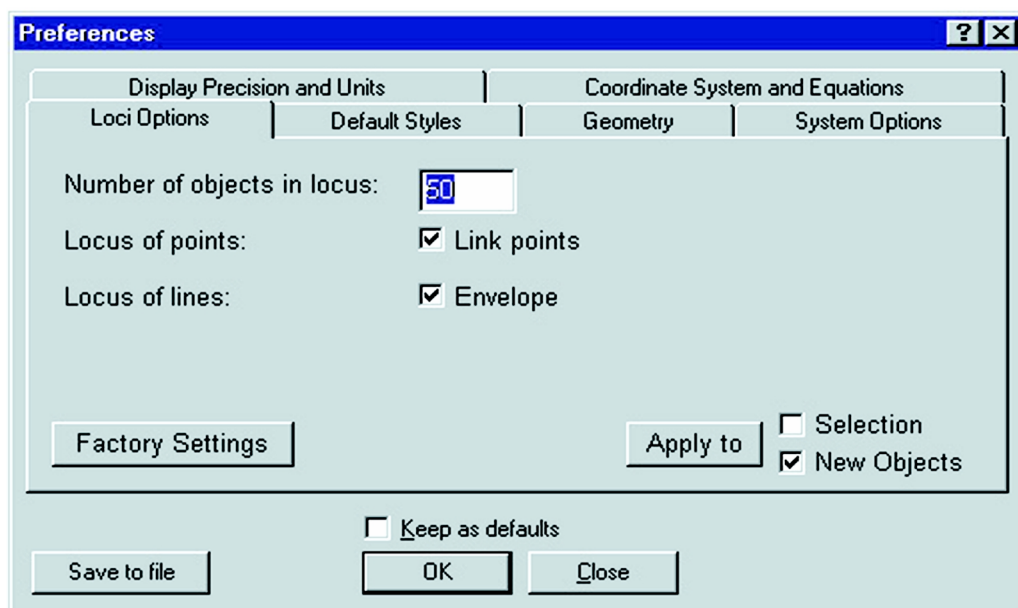 Preferences
Display Precision and Units
Coordinate System and Equations
Loci Options
Default Styles
Geometry
System Options
Number of objects in locus: 50
Locus of points: Link points
Locus of lines: Envelope
Factory Settings
Apply to
Selection
New Objects
Keep as defaults
Save to file
OK
Close